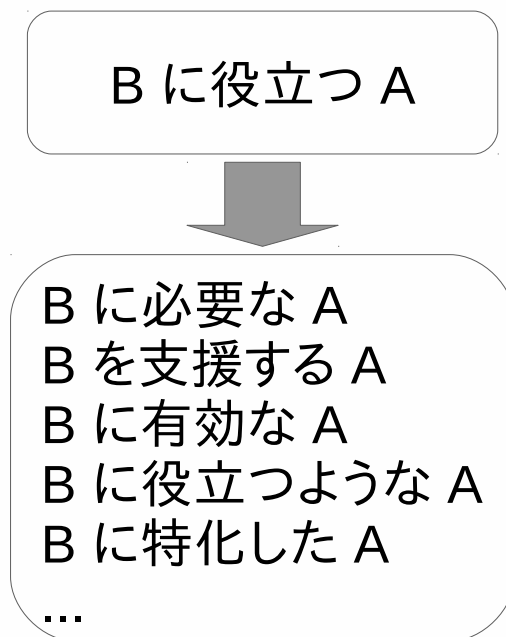 B に役立つ A
B に必要な A
B を支援する A
B に有効な A
B に役立つような A
B に特化した A
...